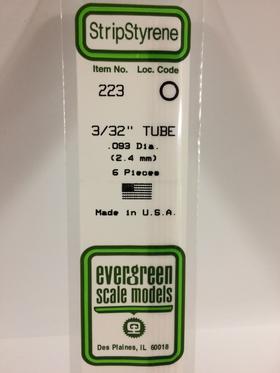 StripStyrene
Item No. Loc. Code
223
3/32" TUBE
.093 Dia.
(2.4 mm)
6 Pieces
Made in U.S.A.
evergreen
scale models
Des Plaines, IL 60018